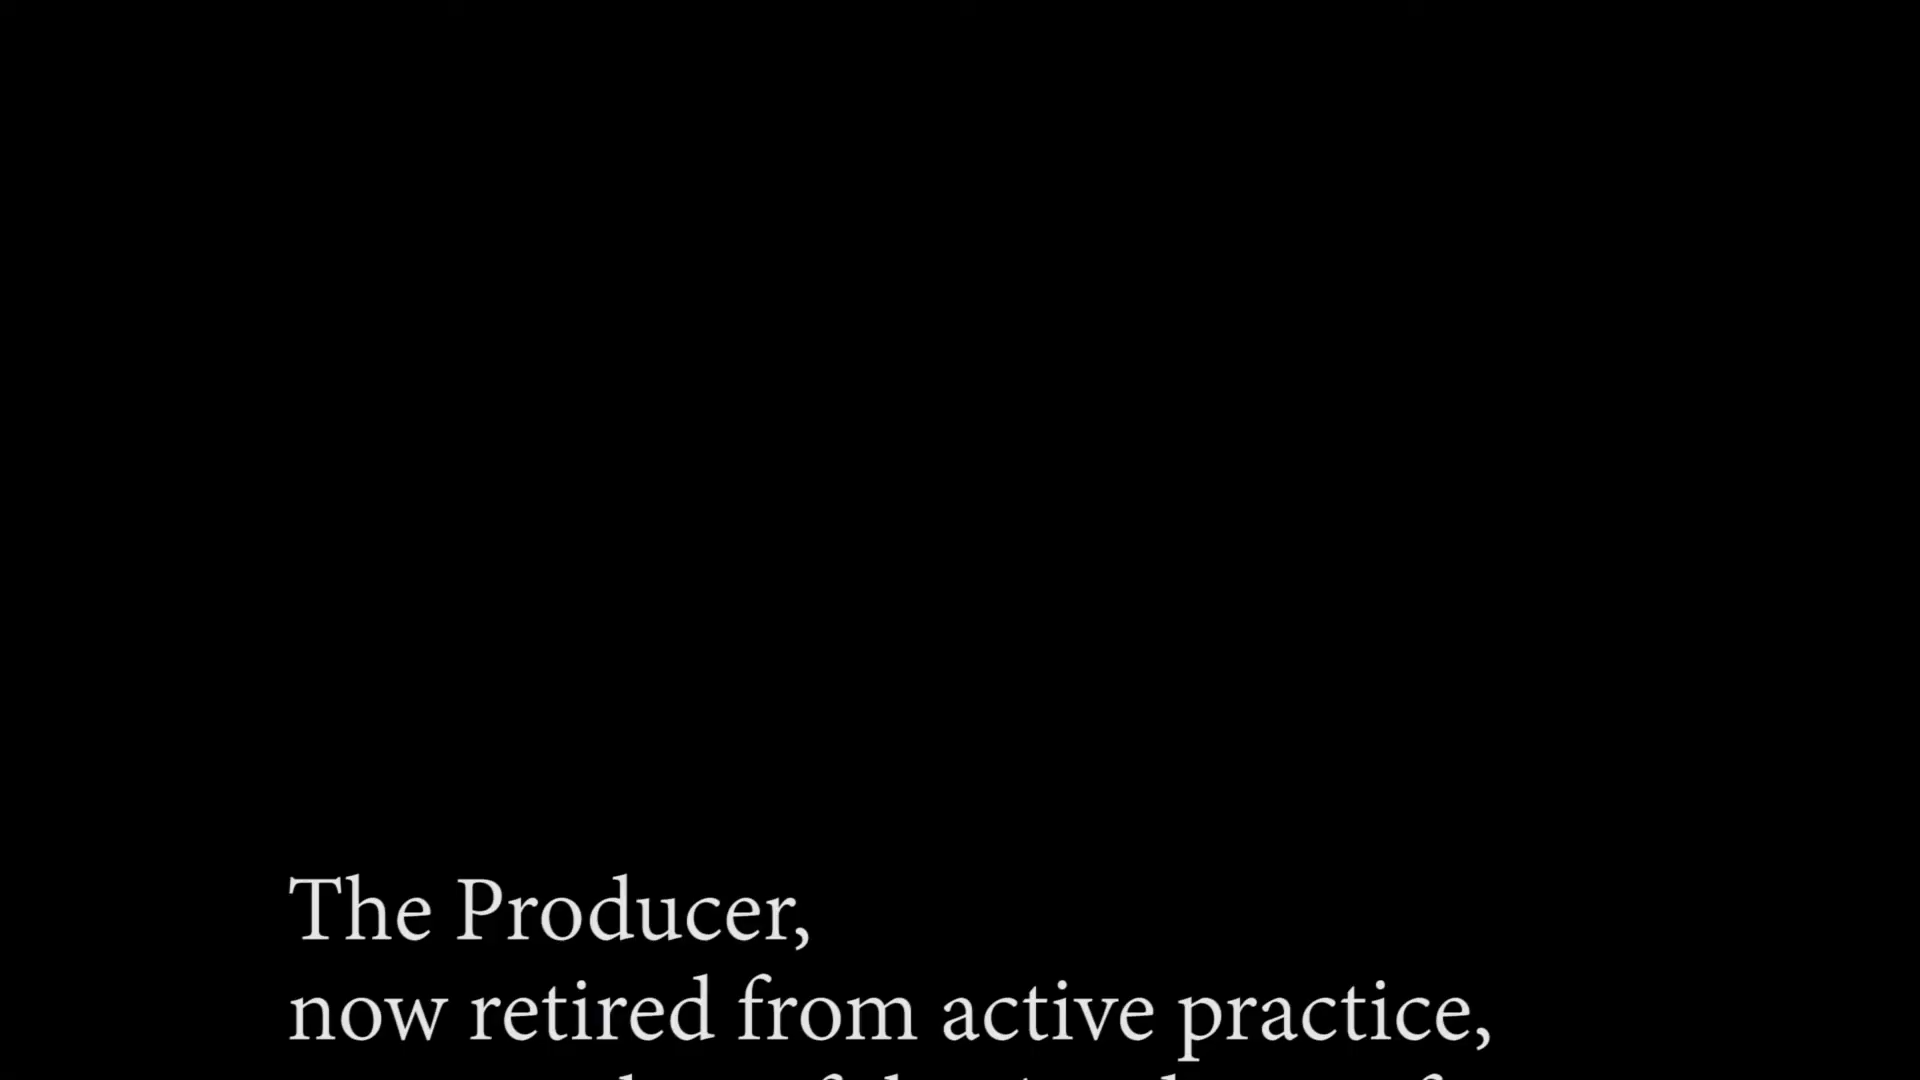 The Producer,
now retired from active practice,